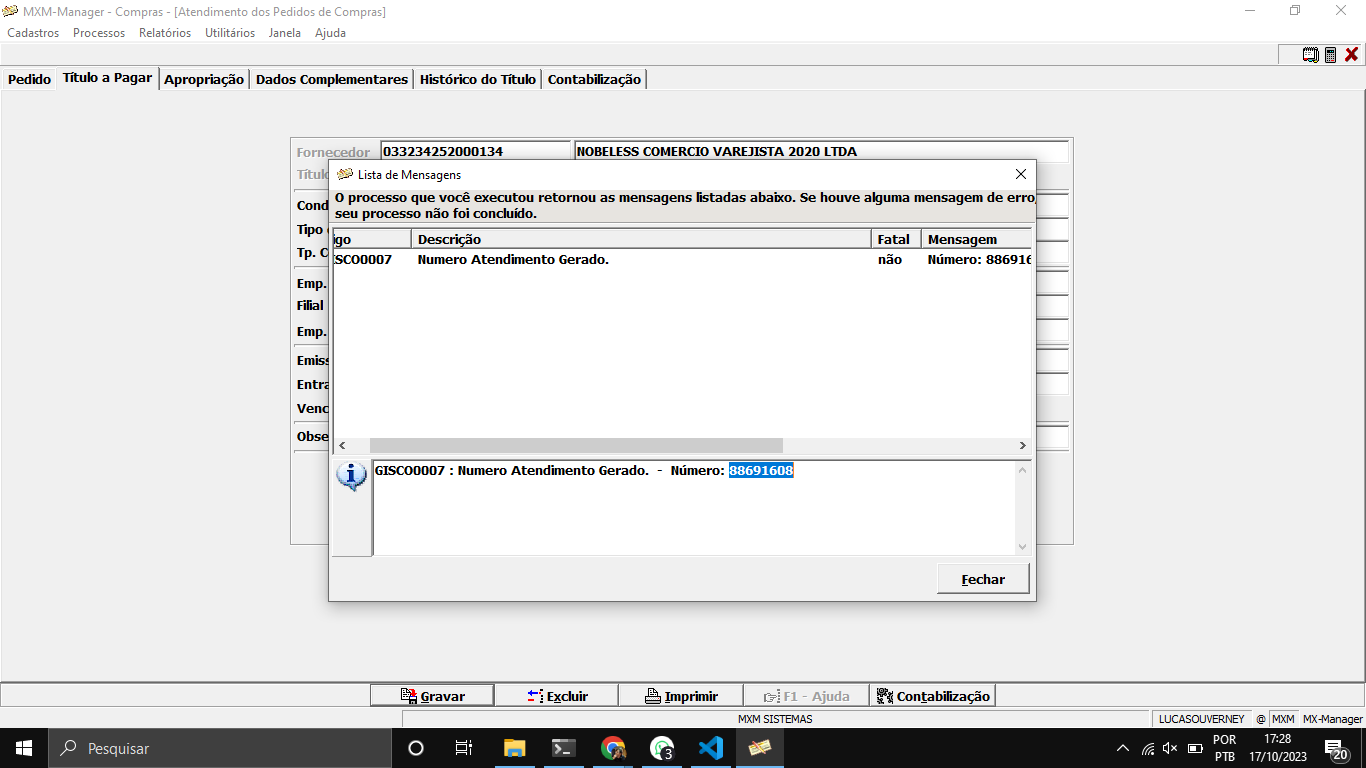 MXM-Manager - Compras - [Atendimento dos Pedidos de Compras]
Cadastros Processos Relatórios Utilitários Janela Ajuda
Pedido Título a Pagar Apropriação Dados Complementares Histórico do Título Contabilização
Fornecedor 033234252000134 NOBELESS COMERCIO VAREJISTA 2020 LTDA
Títul
Lista de Mensagens
O processo que você executou retornou as mensagens listadas abaixo. Se houve alguma mensagem de erro,
seu processo não foi concluído.
Cond
Tipo
Tp. C
Emp.
Filial
Emp.
Emiss
Entra
Venc
Obse
igo Descrição Fatal Mensagem
ISCO0007 Numero Atendimento Gerado. não Número: 886916
GISCO0007 : Numero Atendimento Gerado. - Número: 88691608
Fechar
Gravar Excluir Imprimir F1 - Ajuda Contabilização
MXM SISTEMAS LUCASOUVERNEY @ MXM MX-Manager
Pesquisar
3
POR
PTB
17:28
17/10/2023
20